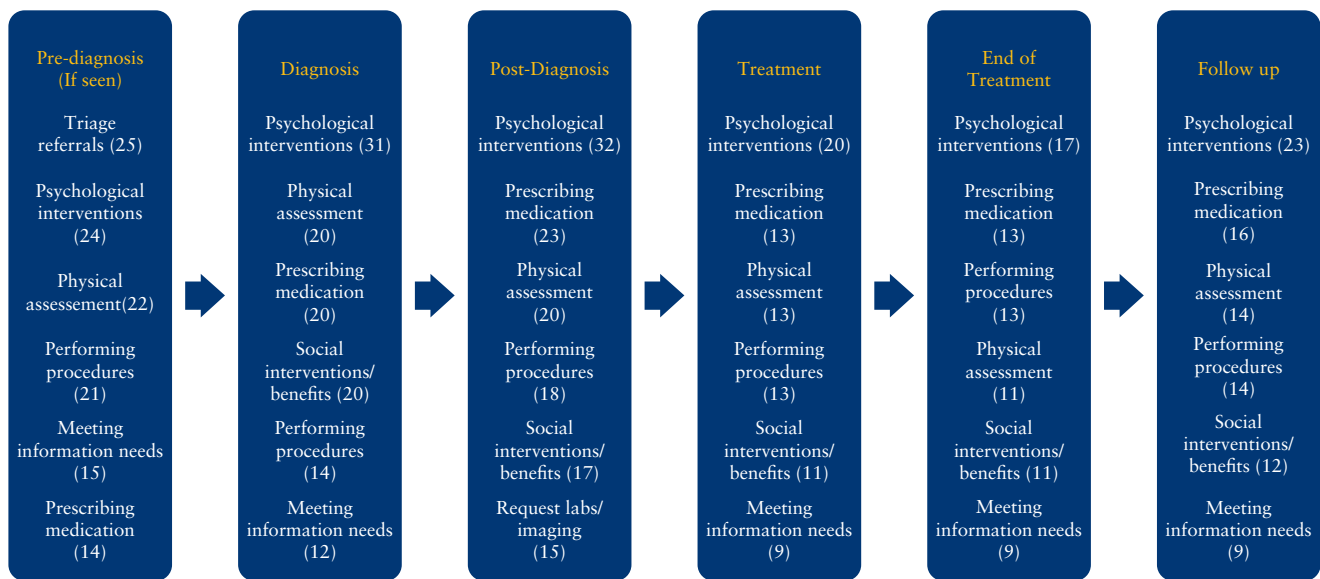 Pre-diagnosis
(If seen)
Triage
referrals (25)
Psychological
interventions
(24)
Physical
assessement(22)
Performing
procedures
(21)
Meeting
information needs
(15)
Prescribing
medication
(14)
Diagnosis
Psychological
interventions (31)
Physical
assessment
(20)
Prescribing
medication
(20)
Social
interventions/
benefits (20)
Performing
procedures
(14)
Meeting
information needs
(12)
Post-Diagnosis
Psychological
interventions (32)
Prescribing
medication
(23)
Physical
assessment
(20)
Performing
procedures
(18)
Social
interventions/
benefits (17)
Request labs/
imaging
(15)
Treatment
Psychological
interventions (20)
Prescribing
medication
(13)
Physical
assessment
(13)
Performing
procedures
(13)
Social
interventions/
benefits (11)
Meeting
information needs
(9)
End of
Treatment
Psychological
interventions (17)
Prescribing
medication
(13)
Performing
procedures
(13)
Physical
assessment
(11)
Social
interventions/
benefits (11)
Meeting
information needs
(9)
Follow up
Psychological
interventions (23)
Prescribing
medication
(16)
Physical
assessment
(14)
Performing
procedures
(14)
Social
interventions/
benefits (12)
Meeting
information needs
(9)